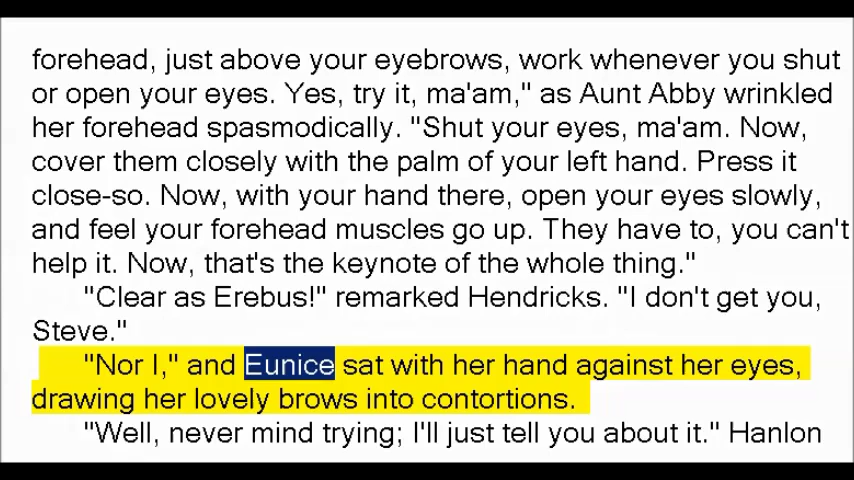 forehead, just above your eyebrows, work whenever you shut
or open your eyes. Yes, try it, ma'am," as Aunt Abby wrinkled
her forehead spasmodically. "Shut your eyes, ma'am. Now,
cover them closely with the palm of your left hand. Press it
close-so. Now, with your hand there, open your eyes slowly,
and feel your forehead muscles go up. They have to, you can't
help it. Now, that's the keynote of the whole thing."
"Clear as Erebus!" remarked Hendricks. "I don't get you,
Steve."
"Nor I," and Eunice sat with her hand against her eyes,
drawing her lovely brows into contortions.
"Well, never mind trying; I'll just tell you about it." Hanlon